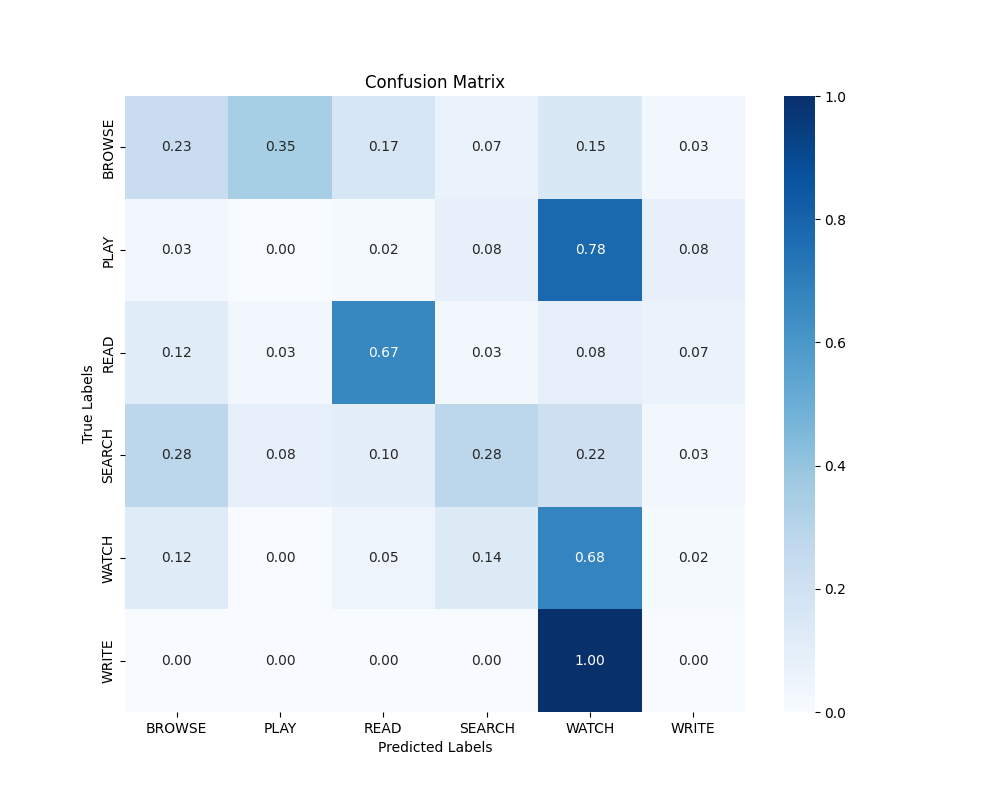 Confusion Matrix
True Labels
BROWSE 0.23 0.35 0.17 0.07 0.15 0.03
PLAY 0.03 0.00 0.02 0.08 0.78 0.08
READ 0.12 0.03 0.67 0.03 0.08 0.07
SEARCH 0.28 0.08 0.10 0.28 0.22 0.03
WATCH 0.12 0.00 0.05 0.14 0.68 0.02
WRITE 0.00 0.00 0.00 0.00 1.00 0.00
BROWSE PLAY READ SEARCH WATCH WRITE
Predicted Labels
1.0
0.8
0.6
0.4
0.2
0.0